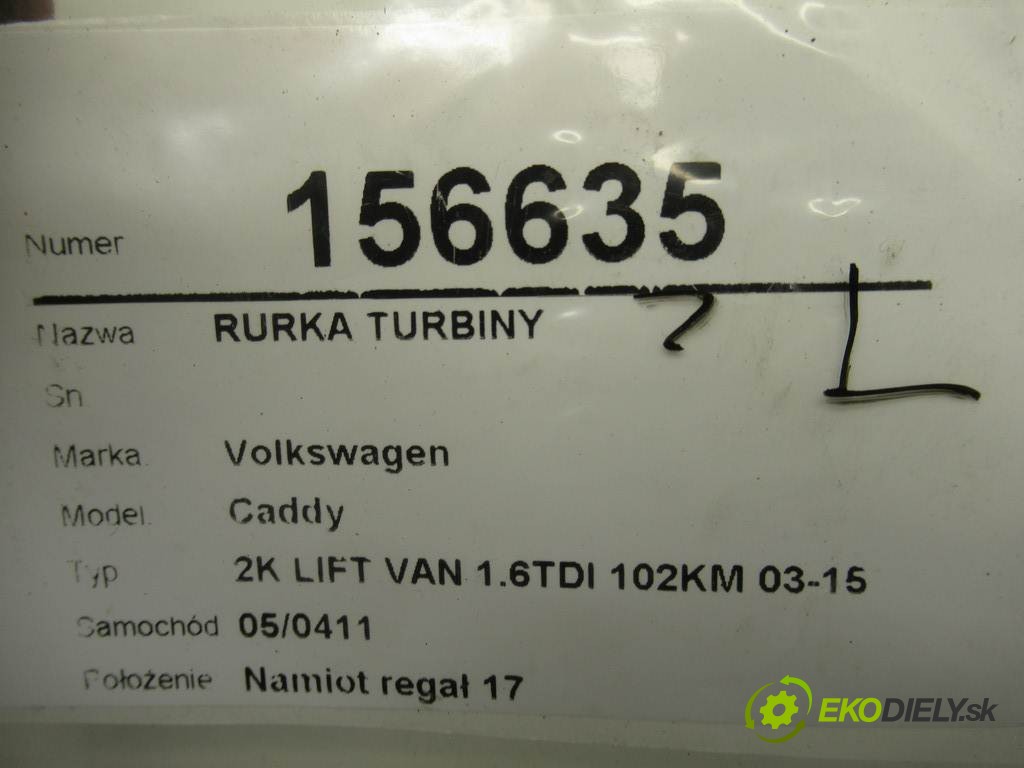 Numer 156635
Nazwa RURKA TURBINY
Sn
Marka Volkswagen
Model Caddy
Typ 2K LIFT VAN 1.6TDI 102KM 03-15
Samochód 05/0411
Położenie Namiot regał 17
EKODIELY.sk